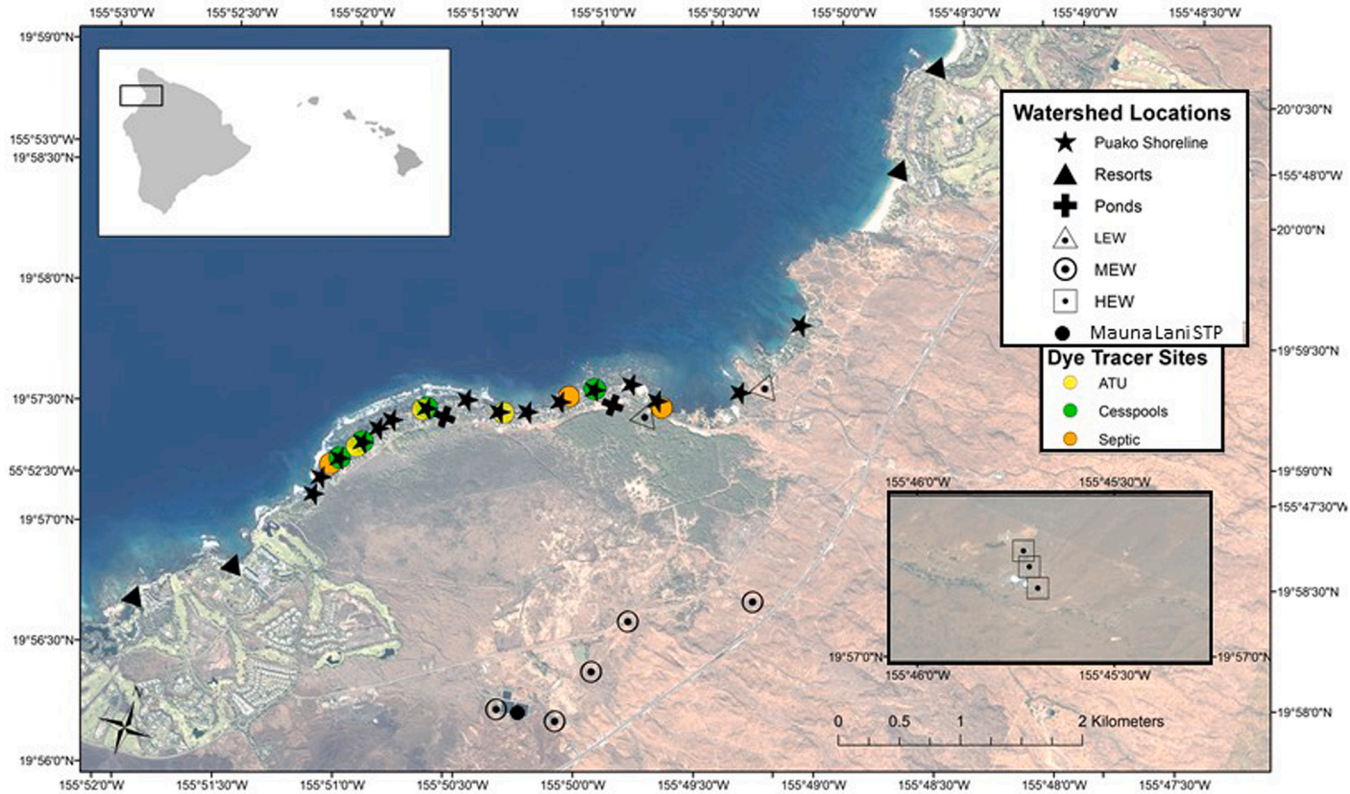 155°53'0"W 155°52'30"W 155°52'0"W 155°51'30"W 155°51'0"W 155°50'30"W 155°50'0"W 155°49'30"W 155°49'0"W 155°48'30"W
19°59'0"N
155°53'0"W
19°58'30"N
19°58'0"N
19°57'30"N
55°52'30"W
19°57'0"N
19°56'30"N
19°56'0"N
Watershed Locations
Puako Shoreline
Resorts
Ponds
LEW
MEW
HEW
Mauna Lani STP
Dye Tracer Sites
ATU
Cesspools
Septic
20°0'30"N
155°48'0"W
20°0'0"N
19°59'30"N
19°59'0"N
155°47'30"W
19°58'30"N
19°58'0"N
155°46'0"W 155°45'30"W
19°57'0"N 19°57'0"N
155°46'0"W 155°45'30"W
0 0.5 1 2 Kilometers
N
155°52'0"W 155°51'30"W 155°51'0"W 155°50'30"W 155°50'0"W 155°49'30"W 155°49'0"W 155°48'30"W 155°48'0"W 155°47'30"W